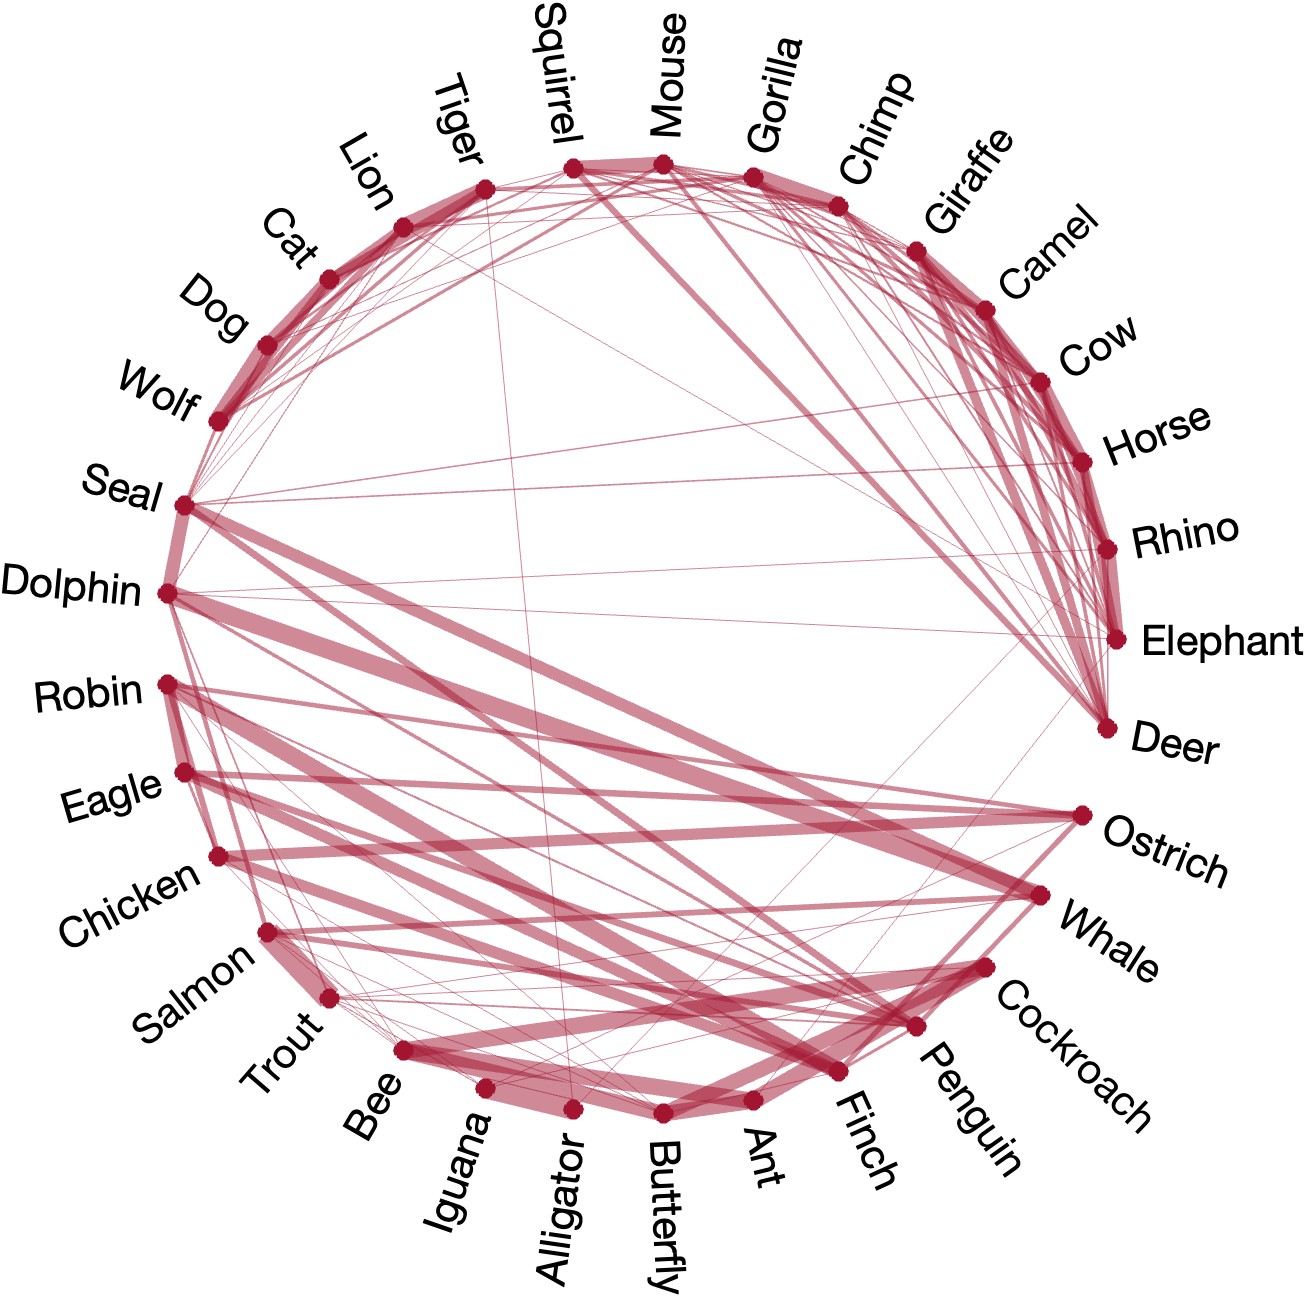 Squirrel
Mouse
Gorilla
Chimp
Giraffe
Camel
Cow
Horse
Rhino
Elephant
Deer
Ostrich
Whale
Cockroach
Penguin
Finch
Ant
Butterfly
Alligator
Iguana
Bee
Trout
Salmon
Chicken
Eagle
Robin
Dolphin
Seal
Wolf
Dog
Cat
Lion
Tiger